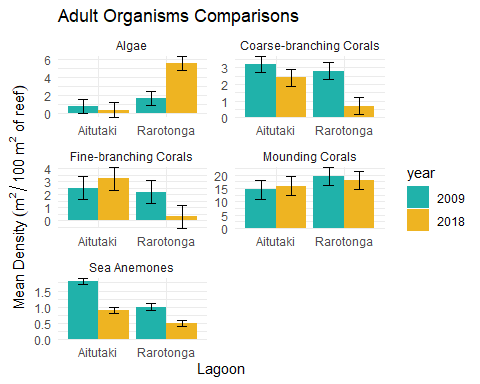 Adult Organisms Comparisons
Algae
6
4
2
0
Aitutaki Rarotonga
Coarse-branching Corals
3
2
1
0
Aitutaki Rarotonga
Fine-branching Corals
4
3
2
1
0
Aitutaki Rarotonga
Mounding Corals
20
15
10
5
0
Aitutaki Rarotonga
Sea Anemones
1.5
1.0
0.5
0.0
Aitutaki Rarotonga
Mean Density (m² / 100 m² of reef)
Lagoon
year
2009
2018